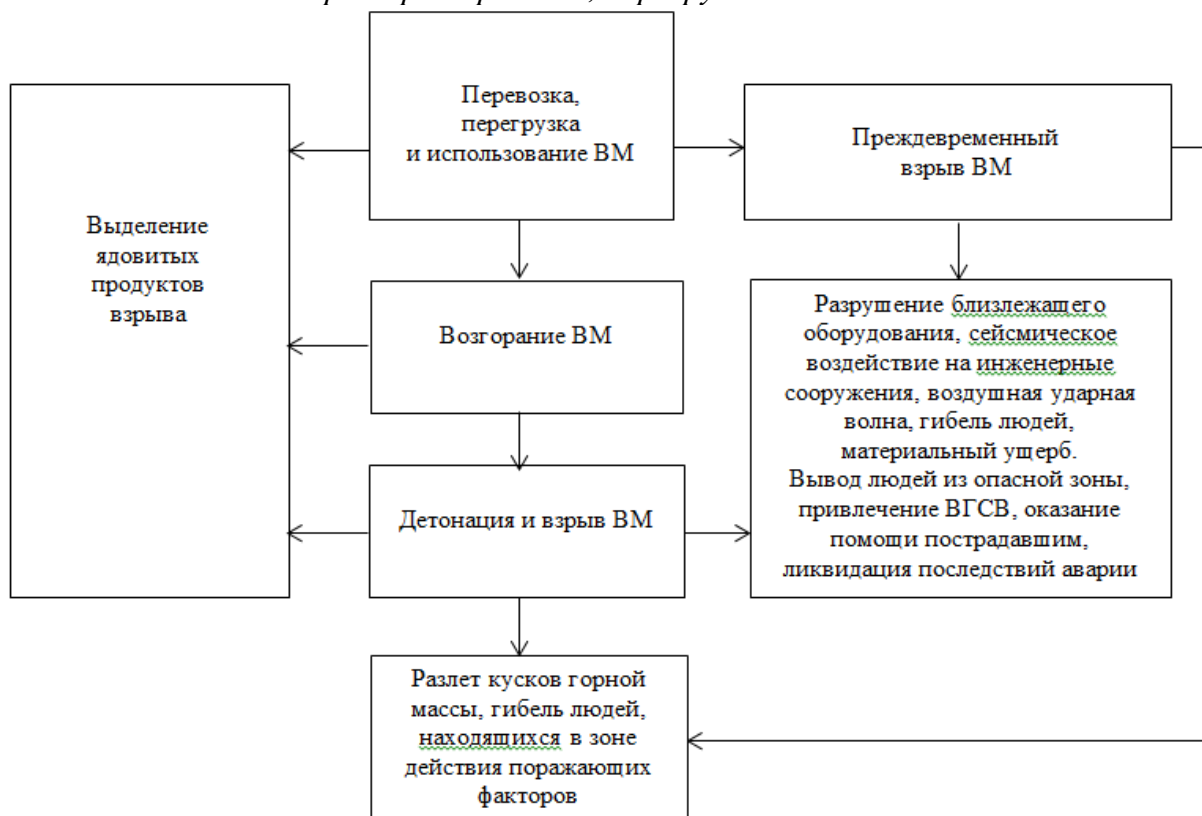 Перевозка,
перегрузка
и использование ВМ
Преждевременный
взрыв ВМ
Выделение
ядовитых
продуктов
взрыва
Возгорание ВМ
Разрушение близлежащего
оборудования, сейсмическое
воздействие на инженерные
сооружения, воздушная ударная
волна, гибель людей,
материальный ущерб.
Вывод людей из опасной зоны,
привлечение ВГСВ, оказание
помощи пострадавшим,
ликвидация последствий аварии
Детонация и взрыв ВМ
Разлет кусков горной
массы, гибель людей,
находящихся в зоне
действия поражающих
факторов